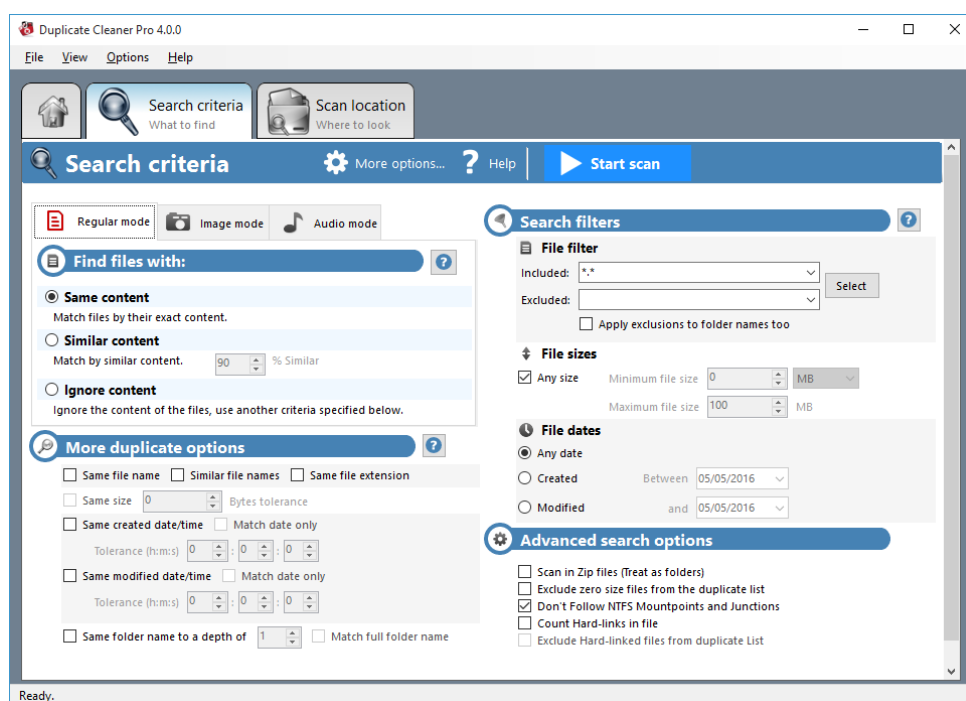 Duplicate Cleaner Pro 4.0.0
File View Options Help
Search criteria
What to find
Scan location
Where to look
Search criteria
More options...
? Help
Start scan
Regular mode
Image mode
Audio mode
Find files with:
?
Same content
Match files by their exact content.
Similar content
Match by similar content. 90 % Similar
Ignore content
Ignore the content of the files, use another criteria specified below.
More duplicate options
?
Same file name Similar file names Same file extension
Same size 0 Bytes tolerance
Same created date/time Match date only
Tolerance (h:m:s) 0 : 0 : 0
Same modified date/time Match date only
Tolerance (h:m:s) 0 : 0 : 0
Same folder name to a depth of 1 Match full folder name
Search filters
?
File filter
Included: *.*
Select
Excluded:
Apply exclusions to folder names too
File sizes
Any size Minimum file size 0 MB
Maximum file size 100 MB
File dates
Any date
Created Between 05/05/2016
Modified and 05/05/2016
Advanced search options
Scan in Zip files (Treat as folders)
Exclude zero size files from the duplicate list
Don't Follow NTFS Mountpoints and Junctions
Count Hard-links in file
Exclude Hard-linked files from duplicate List
Ready.